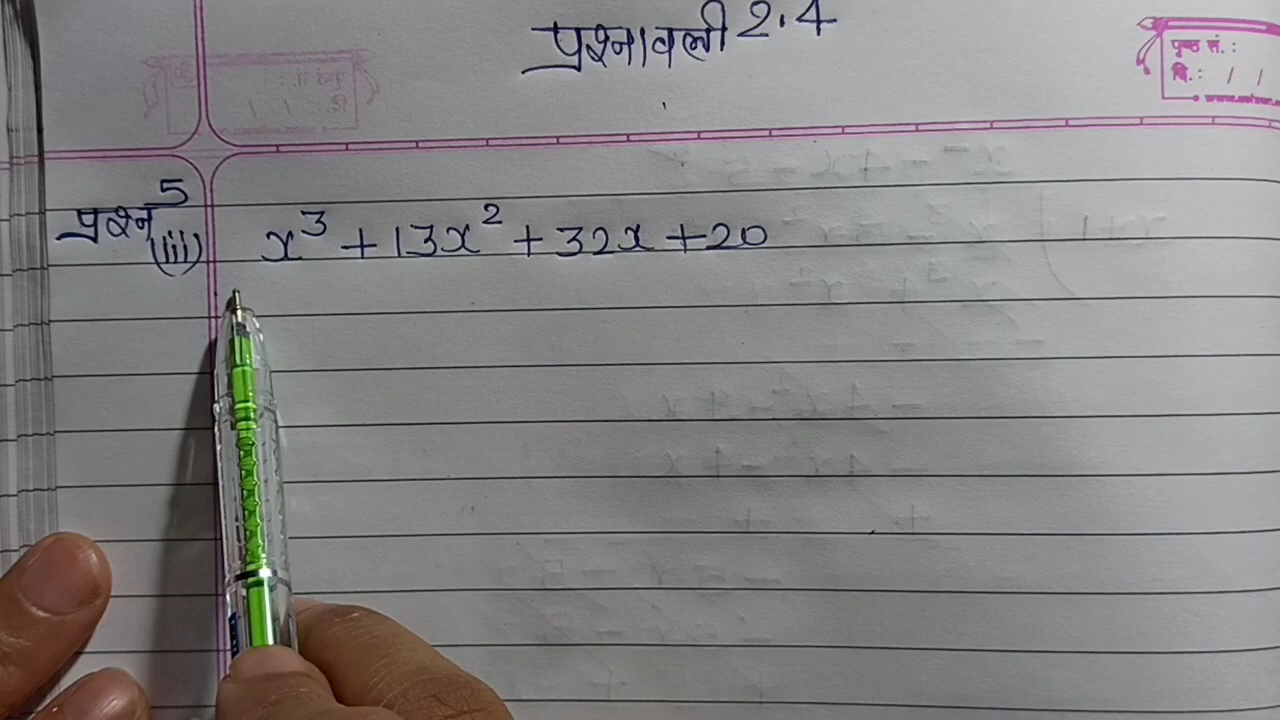 प्रश्नावली 2.4
पृष्ठ सं. :
दि.: / /
प्रश्न 5
(iii) x³ + 13x² + 32x + 20